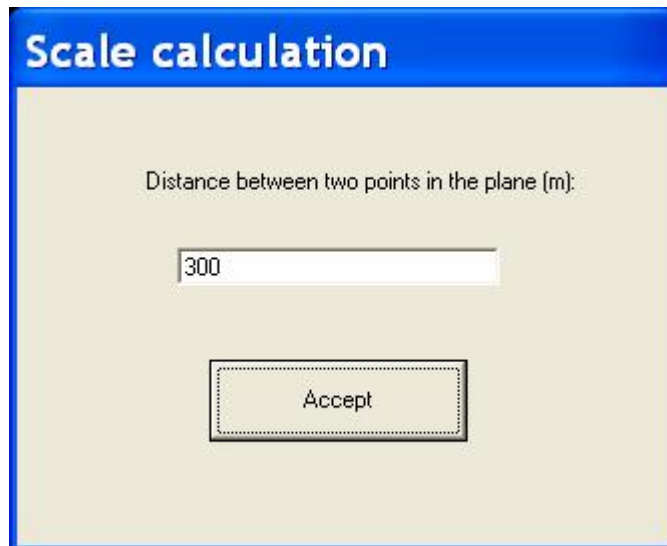 Scale calculation
Distance between two points in the plane (m):
300
Accept